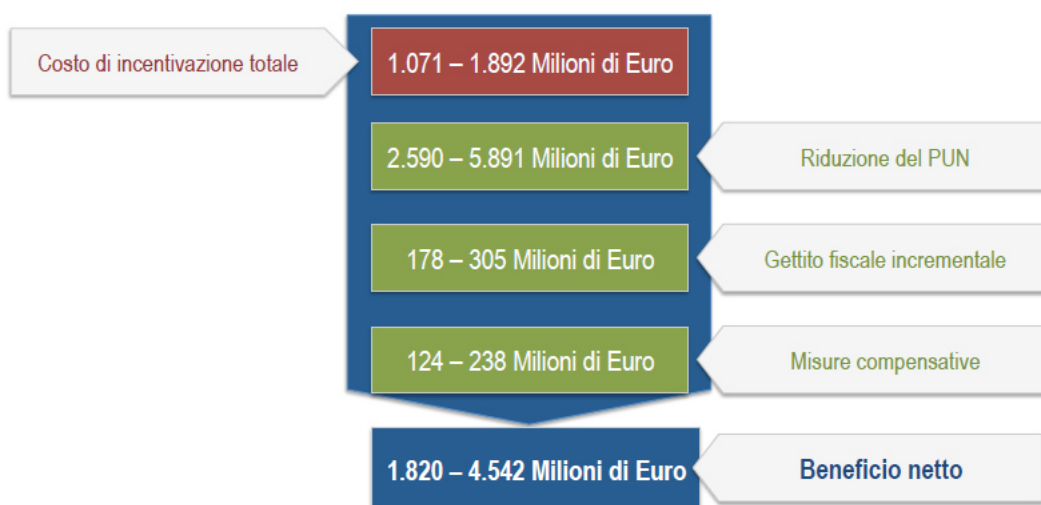 Costo di incentivazione totale
1.071 – 1.892 Milioni di Euro
2.590 – 5.891 Milioni di Euro
Riduzione del PUN
178 – 305 Milioni di Euro
Gettito fiscale incrementale
124 – 238 Milioni di Euro
Misure compensative
1.820 – 4.542 Milioni di Euro
Beneficio netto